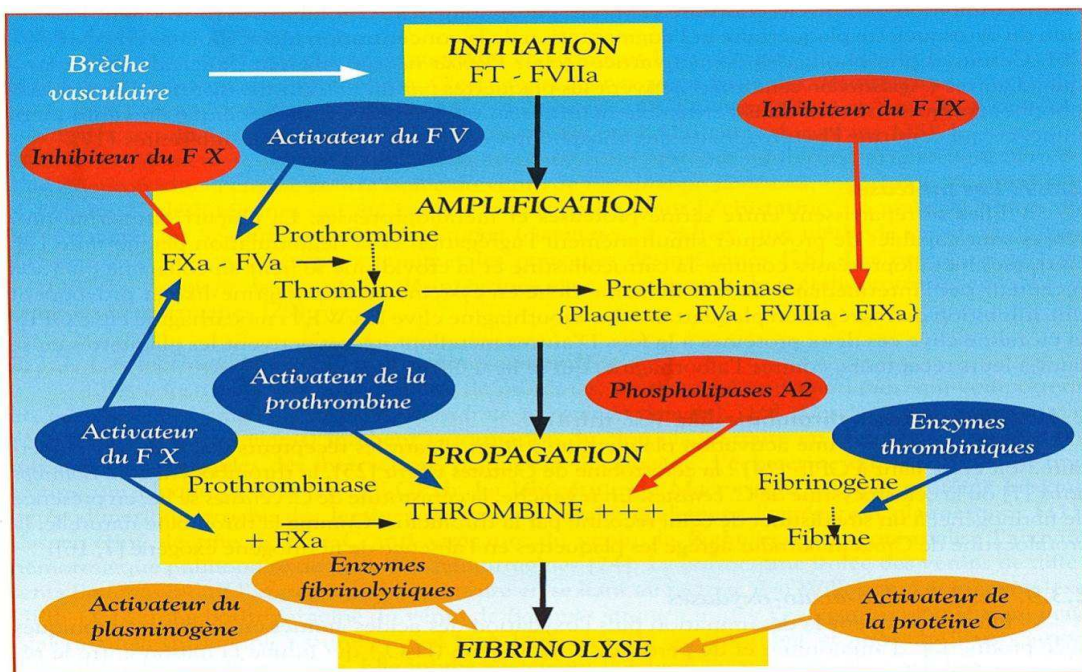 INITIATION
FT - FVIIa
Brèche
vasculaire
Inhibiteur du F X
Activateur du F V
Inhibiteur du F IX
AMPLIFICATION
Prothrombine
FXa - FVa
Thrombine
Prothrombinase
{Plaquette - FVa - FVIIIa - FIXa}
Activateur de la
prothrombine
Phospholipases A2
Activateur
du F X
Enzymes
thrombiniques
PROPAGATION
Prothrombinase
+ FXa
THROMBINE +++
Fibrinogène
Fibrine
Enzymes
fibrinolytiques
Activateur du
plasminogène
Activateur de
la protéine C
FIBRINOLYSE